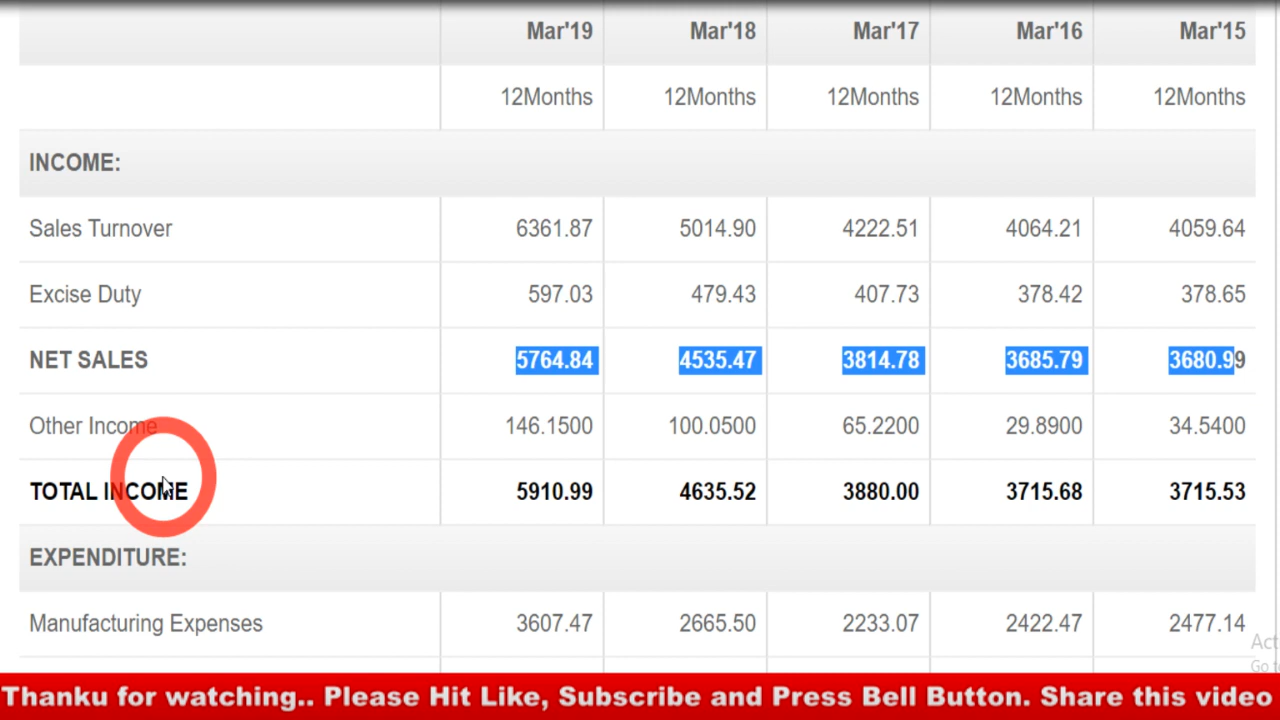 Mar'19 Mar'18 Mar'17 Mar'16 Mar'15
12Months 12Months 12Months 12Months 12Months
INCOME:
Sales Turnover 6361.87 5014.90 4222.51 4064.21 4059.64
Excise Duty 597.03 479.43 407.73 378.42 378.65
NET SALES 5764.84 4535.47 3814.78 3685.79 3680.99
Other Income 146.1500 100.0500 65.2200 29.8900 34.5400
TOTAL INCOME 5910.99 4635.52 3880.00 3715.68 3715.53
EXPENDITURE:
Manufacturing Expenses 3607.47 2665.50 2233.07 2422.47 2477.14
Thanku for watching.. Please Hit Like, Subscribe and Press Bell Button. Share this video